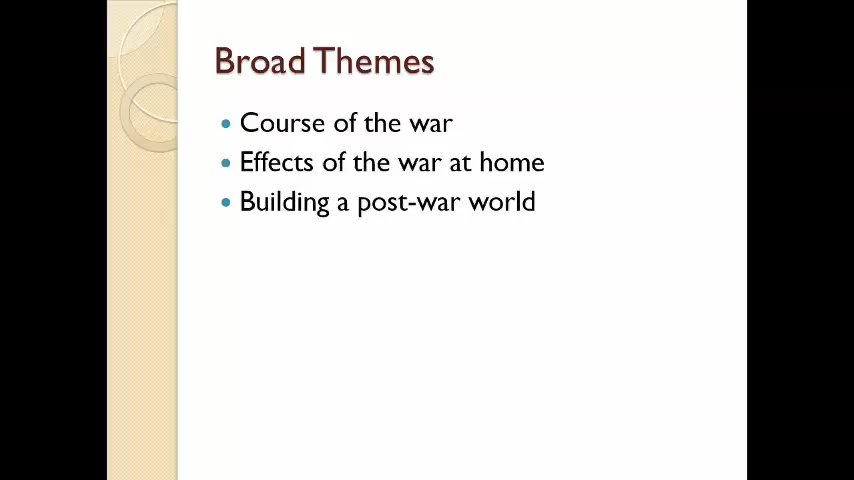 Broad Themes
• Course of the war
• Effects of the war at home
• Building a post-war world